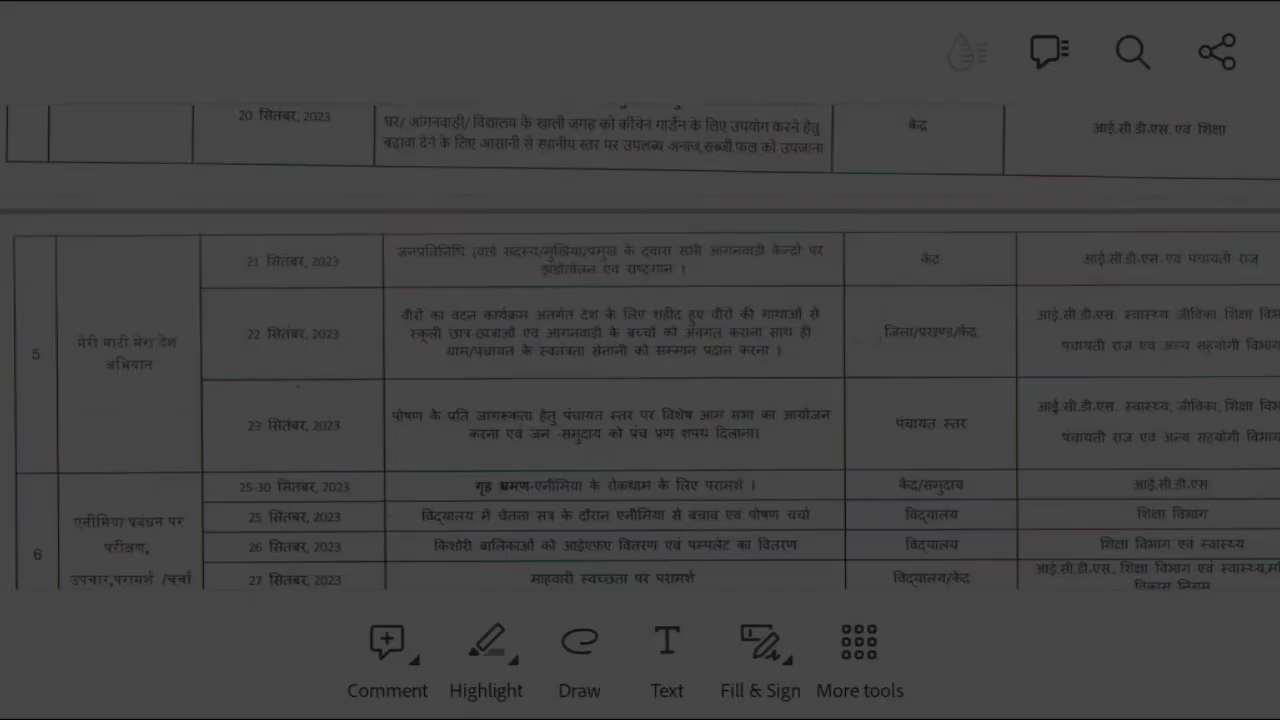 20 सितंबर, 2023
घर/ आंगनवाड़ी/ विद्यालय के खाली जगह को कीचेन गार्डेन के लिए उपयोग करने हेतु
बढ़ावा देने के लिए आसानी से स्थानीय स्तर पर उपलब्ध अनाज,सब्जी,फल को उपजाना
केंद्र
आई.सी.डी.एस. एवं शिक्षा
5
मेरी माटी मेरा देश
अभियान
21 सितंबर, 2023
जनप्रतिनिधि (वार्ड सदस्य/मुखिया/प्रमुख के द्वारा सभी आंगनवाड़ी केन्द्रों पर
झंडोत्तोलन एवं राष्ट्रगान ।
केंद्र
आई.सी.डी.एस. एवं पंचायती राज
22 सितंबर, 2023
वीरों का वंदन कार्यक्रम अंतर्गत देश के लिए शहीद हुए वीरों की गाथाओं से
स्कूली छात्र-छात्राओं एवं आंगनवाड़ी के बच्चों को अवगत कराना साथ ही
ग्राम/पंचायत के स्वतंत्रता सेनानी को सम्मान प्रदान करना ।
जिला/प्रखण्ड/केंद्र
आई.सी.डी.एस. स्वास्थ्य, जीविका, शिक्षा
पंचायती राज एवं अन्य सहयोगी विभाग
23 सितंबर, 2023
पोषण के प्रति जागरूकता हेतु पंचायत स्तर पर विशेष आम सभा का आयोजन
करना एवं जन -समुदाय को पंच प्रण शपथ दिलाना।
पंचायत स्तर
आई.सी.डी.एस. स्वास्थ्य, जीविका, शिक्षा
पंचायती राज एवं अन्य सहयोगी विभाग
6
एनीमिया प्रबंधन पर
परीक्षण,
उपचार,परामर्श /चर्चा
25-30 सितंबर, 2023
गृह भ्रमण-एनीमिया के रोकथाम के लिए परामर्श ।
केंद्र/समुदाय
आई.सी.डी.एस
25 सितंबर, 2023
विद्यालय में चेतना सत्र के दौरान एनीमिया से बचाव एवं पोषण चर्चा
विद्यालय
शिक्षा विभाग
26 सितंबर, 2023
किशोरी बालिकाओं को आईएफए वितरण एवं पम्पलेट का वितरण
विद्यालय
शिक्षा विभाग एवं स्वास्थ्य
27 सितंबर, 2023
माहवारी स्वच्छता पर परामर्श
विद्यालय/केंद्र
आई.सी.डी.एस., शिक्षा विभाग एवं स्वास्थ्य
विकास निगम
Comment Highlight Draw Text Fill & Sign More tools